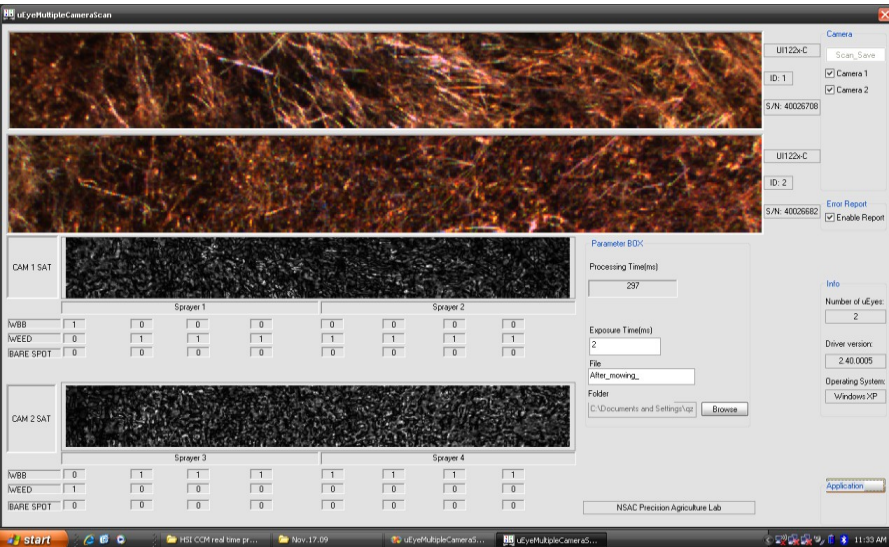 uEyeMultipleCameraScan
Camera
UI122x-C
Scan_Save
ID: 1
Camera 1
Camera 2
S/N: 40026708
UI122x-C
ID: 2
S/N: 40026682
Error Report
Enable Report
CAM 1 SAT
Sprayer 1 Sprayer 2
WBB 1 0 0 0 0 0 0 0
WEED 0 1 1 1 1 1 1 1
BARE SPOT 0 0 0 0 0 0 0 0
Parameter BOX
Processing Time(ms)
297
Exposure Time(ms)
2
File
After_mowing_
Folder
C:\Documents and Settings\qz Browse
Info
Number of uEyes:
2
Driver version:
2.40.0005
Operating System:
Windows XP
CAM 2 SAT
Sprayer 3 Sprayer 4
WBB 0 1 1 1 1 1 1 1
WEED 1 0 0 0 0 0 0 0
BARE SPOT 0 0 0 0 0 0 0 0
Application
NSAC Precision Agriculture Lab
start HSI CCM real time pr... Nov.17.09 uEyeMultipleCameraS... uEyeMultipleCameraS... 11:33 AM